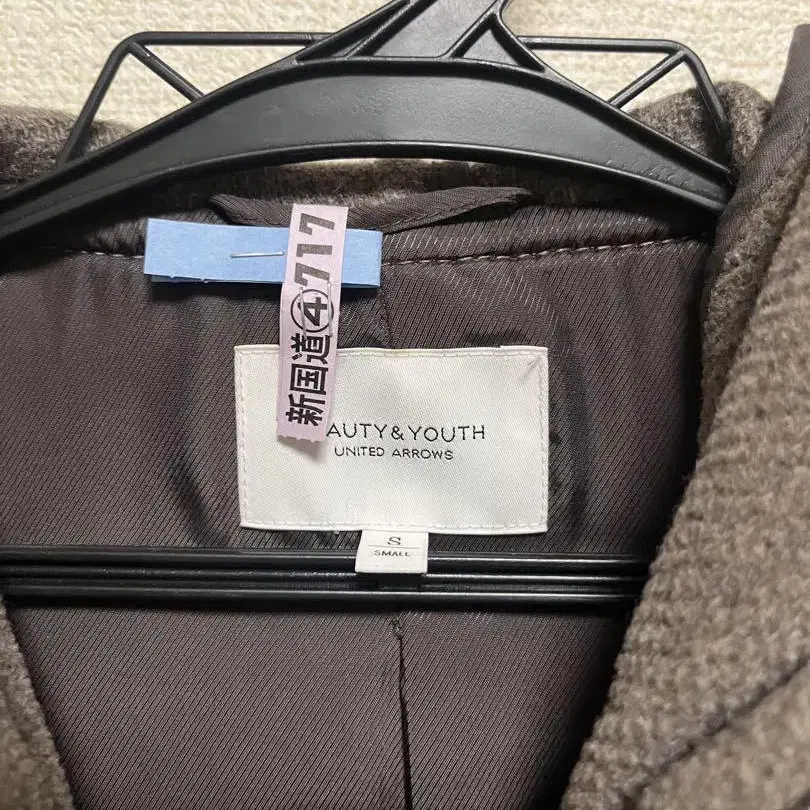 新国道④717
AUTY&YOUTH
UNITED ARROWS
S
SMALL